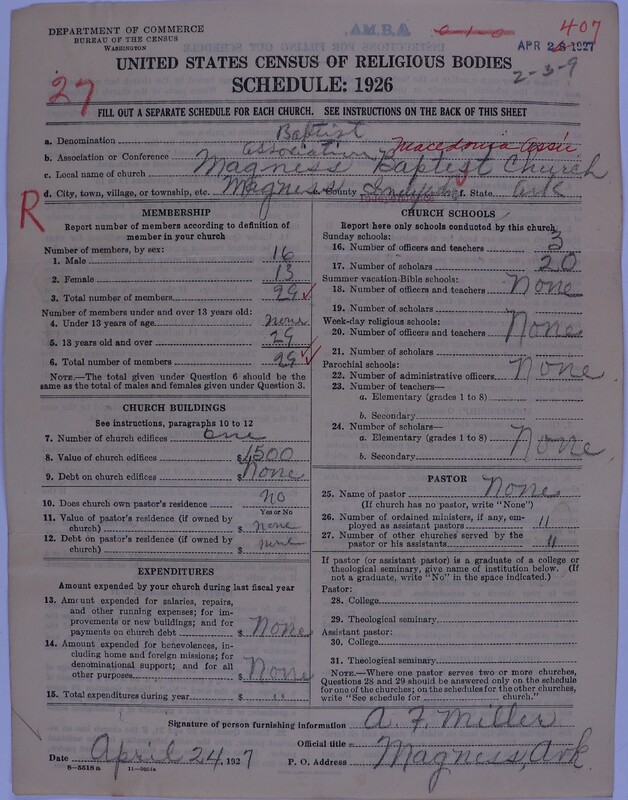 DEPARTMENT OF COMMERCE
BUREAU OF THE CENSUS
WASHINGTON
407
APR 28 1927
2-3-9
UNITED STATES CENSUS OF RELIGIOUS BODIES
SCHEDULE: 1926
27
FILL OUT A SEPARATE SCHEDULE FOR EACH CHURCH. SEE INSTRUCTIONS ON THE BACK OF THIS SHEET
a. Denomination Baptist
b. Association or Conference association Macedonia Assn
c. Local name of church Magness Baptist Church
d. City, town, village, or township, etc. Magness e. County f. State Ark
R
MEMBERSHIP
Report number of members according to definition of
member in your church
Number of members, by sex:
1. Male 16
2. Female 13
3. Total number of members 29 ✓
Number of members under and over 13 years old:
4. Under 13 years of age none
5. 13 years old and over 29
6. Total number of members 29 ✓
NOTE.—The total given under Question 6 should be the
same as the total of males and females given under Question 3.
CHURCH BUILDINGS
See instructions, paragraphs 10 to 12
7. Number of church edifices one
8. Value of church edifices $1500
9. Debt on church edifices $None
10. Does church own pastor's residence no
Yes or No
11. Value of pastor's residence (if owned by
church) $ none
12. Debt on pastor's residence (if owned by
church) $ none
EXPENDITURES
Amount expended by your church during last fiscal year
13. Amount expended for salaries, repairs,
and other running expenses; for im-
provements or new buildings; and for
payments on church debt $ None
14. Amount expended for benevolences, in-
cluding home and foreign missions; for
denominational support; and for all
other purposes $ None
15. Total expenditures during year $ "
CHURCH SCHOOLS
Report here only schools conducted by this church
Sunday schools:
16. Number of officers and teachers 3
17. Number of scholars 20
Summer vacation Bible schools:
18. Number of officers and teachers None
19. Number of scholars
Week-day religious schools:
20. Number of officers and teachers None
21. Number of scholars
Parochial schools:
22. Number of administrative officers None
23. Number of teachers—
a. Elementary (grades 1 to 8)
b. Secondary
24. Number of scholars—
a. Elementary (grades 1 to 8) None
b. Secondary
PASTOR
25. Name of pastor None
(If church has no pastor, write "None")
26. Number of ordained ministers, if any, em-
ployed as assistant pastors "
27. Number of other churches served by the
pastor or his assistants "
If pastor (or assistant pastor) is a graduate of a college or
theological seminary, give name of institution below. (If
not a graduate, write "No" in the space indicated.)
Pastor:
28. College
29. Theological seminary
Assistant pastor:
30. College
31. Theological seminary
NOTE.—Where one pastor serves two or more churches,
Questions 28 and 29 should be answered only on the schedule
for one of the churches; on the schedules for the other churches,
write "See schedule for church."
Signature of person furnishing information A. F. Miller
Official title
Date April 24, 1927 P. O. Address Magness, Ark
8—5518 a